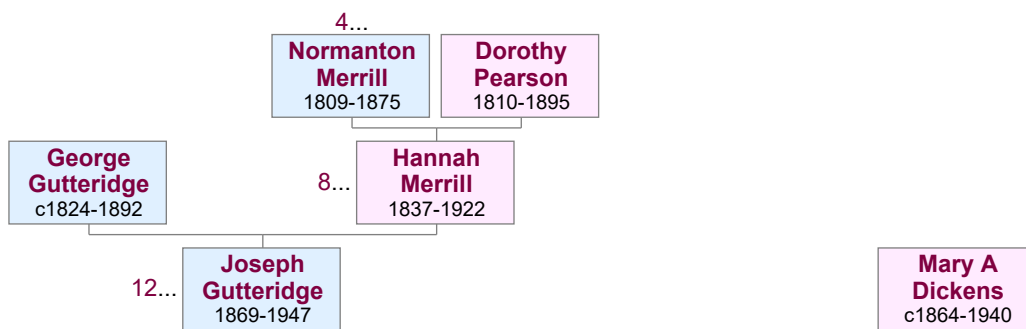 4...
Normanton
Merrill
1809-1875
Dorothy
Pearson
1810-1895
George
Gutteridge
c1824-1892
8...
Hannah
Merrill
1837-1922
12...
Joseph
Gutteridge
1869-1947
Mary A
Dickens
c1864-1940